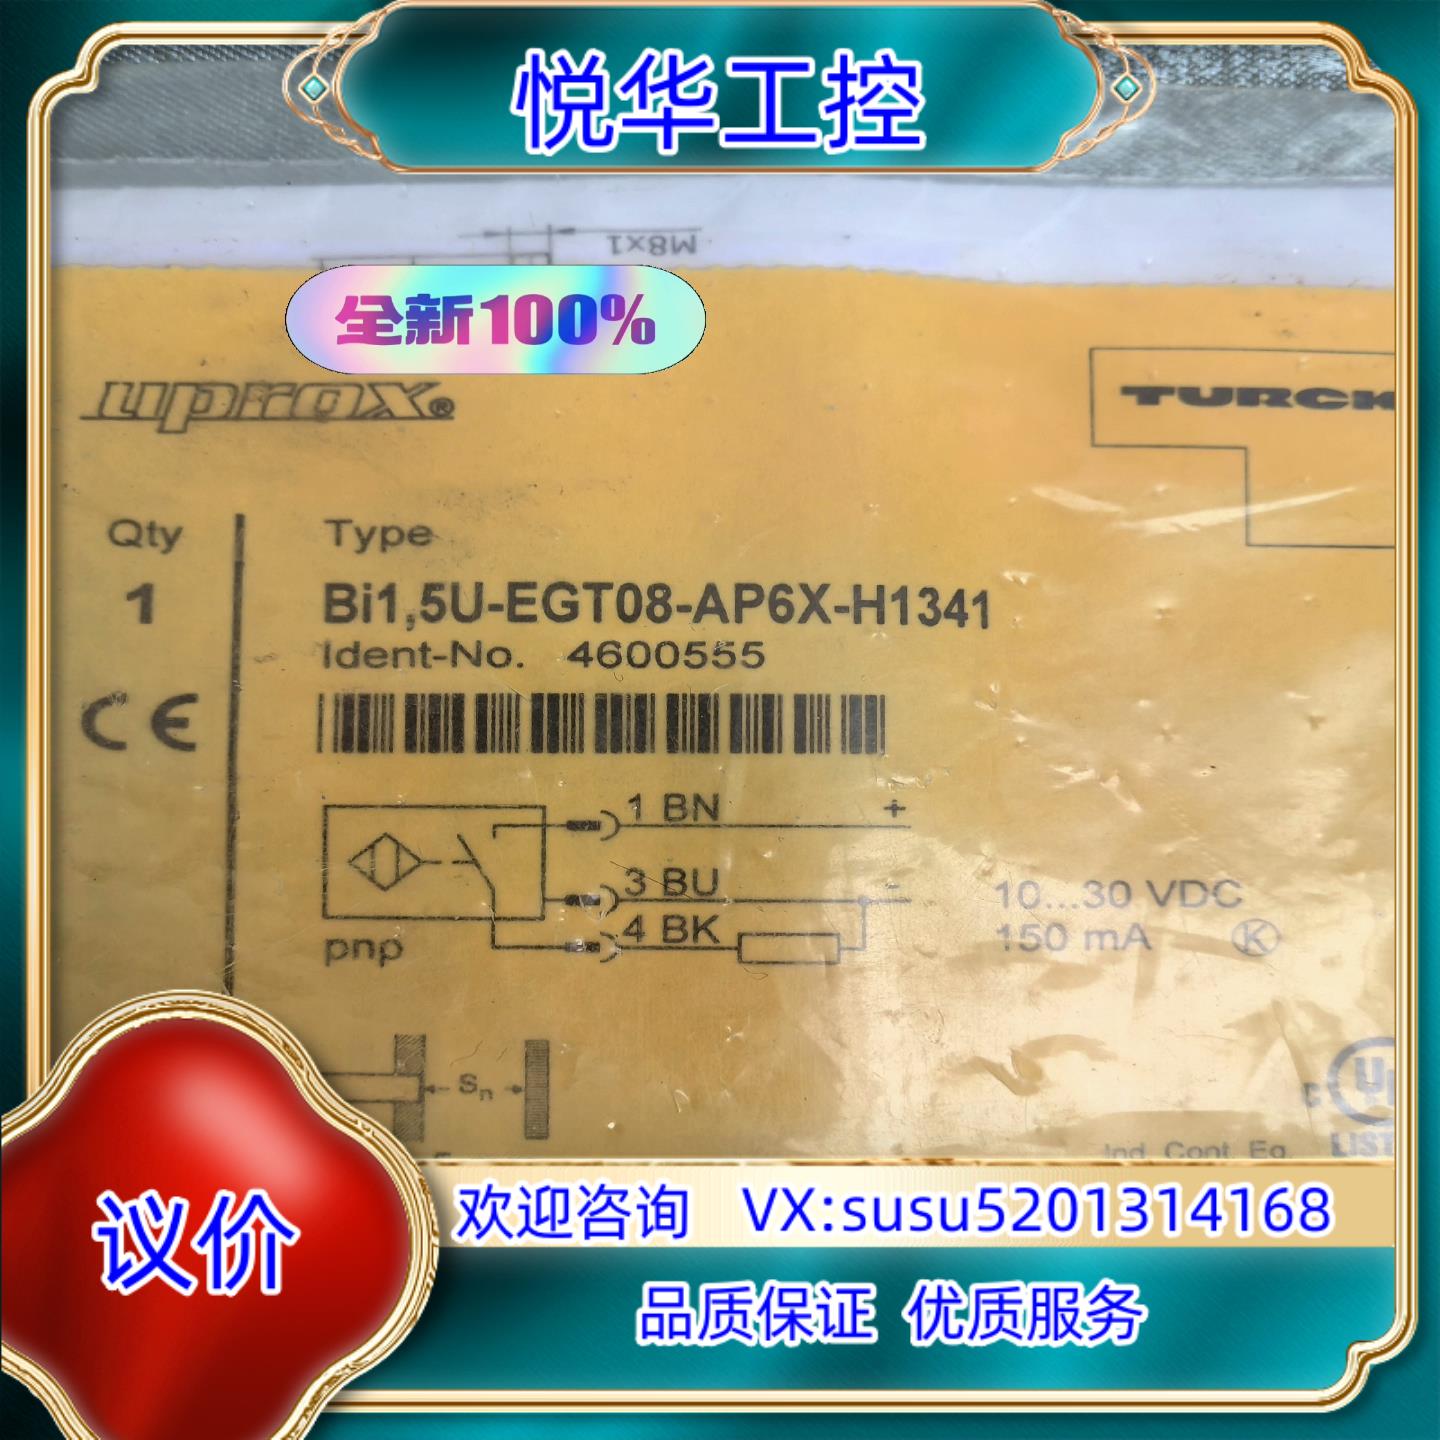 悦华工控
M8x1
全新100%
uprox®
TURCK
Qty
Type
1
Bi1,5U-EGT08-AP6X-H1341
Ident-No. 4600555
CE
1 BN +
3 BU -
4 BK
10...30 VDC
150 mA K
pnp
Sn
C UL
LIST
Ind. Cont. Eq.
议价
欢迎咨询 VX:susu5201314168
品质保证 优质服务